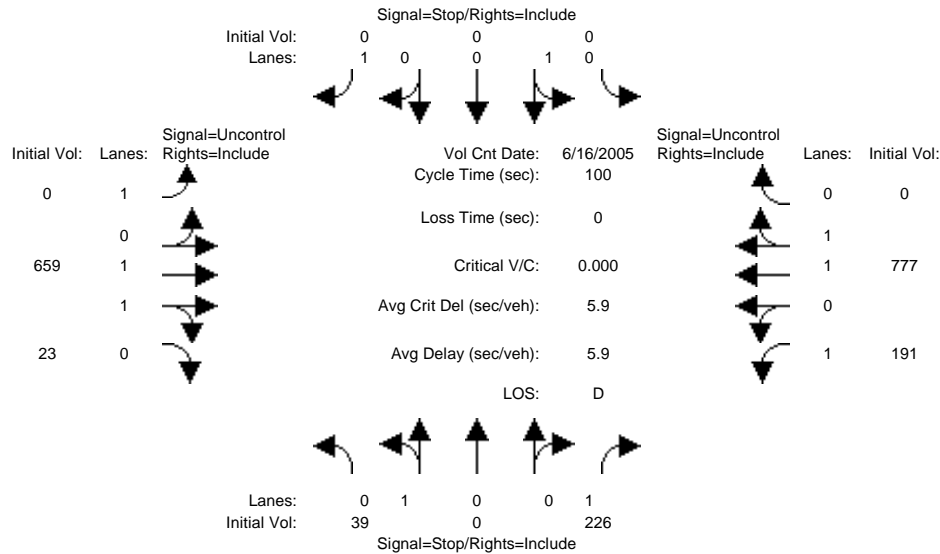 Signal=Stop/Rights=Include
Initial Vol: 0 0 0
Lanes: 1 0 0 1 0
Signal=Uncontrol Signal=Uncontrol
Initial Vol: Lanes: Rights=Include Vol Cnt Date: 6/16/2005 Rights=Include Lanes: Initial Vol:
Cycle Time (sec): 100
0 1 0 0
Loss Time (sec): 0
0 1
659 1 Critical V/C: 0.000 1 777
1 Avg Crit Del (sec/veh): 5.9 0
23 0 Avg Delay (sec/veh): 5.9 1 191
LOS: D
Lanes: 0 1 0 0 1
Initial Vol: 39 0 226
Signal=Stop/Rights=Include